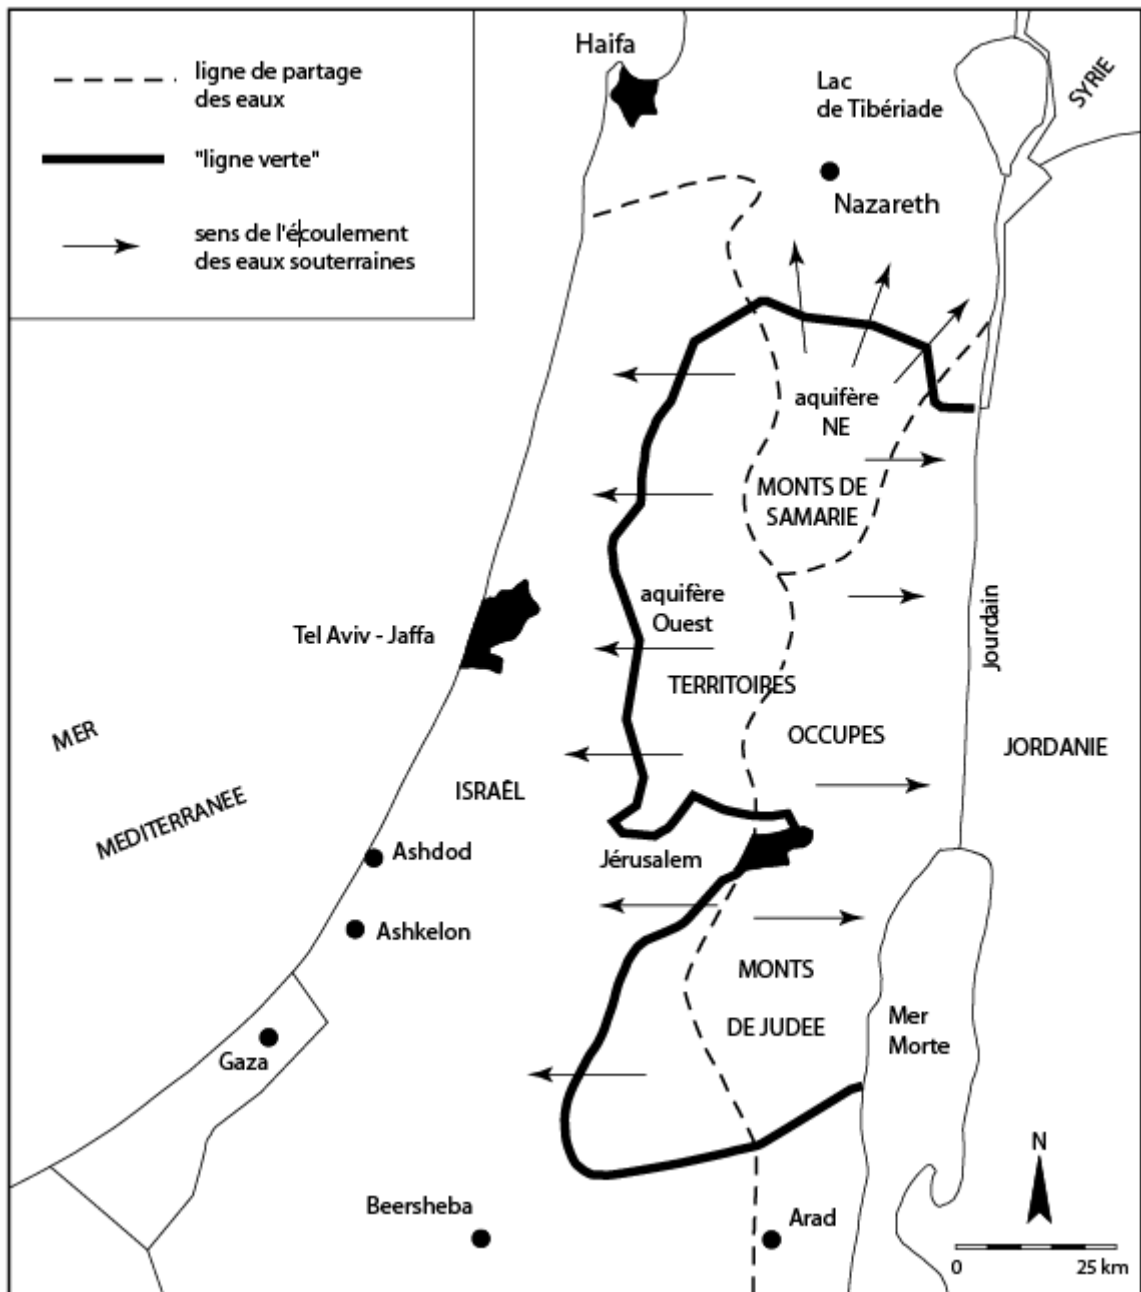 ligne de partage
des eaux
"ligne verte"
sens de l'écoulement
des eaux souterraines
Haifa
Lac
de Tibériade
SYRIE
Nazareth
aquifère
NE
MONTS DE
SAMARIE
aquifère
Ouest
Tel Aviv - Jaffa
Jourdain
TERRITOIRES
OCCUPES
JORDANIE
MER
MEDITERRANEE
ISRAËL
Ashdod
Jérusalem
Ashkelon
MONTS
DE JUDEE
Mer
Morte
Gaza
N
Beersheba
Arad
0
25 km